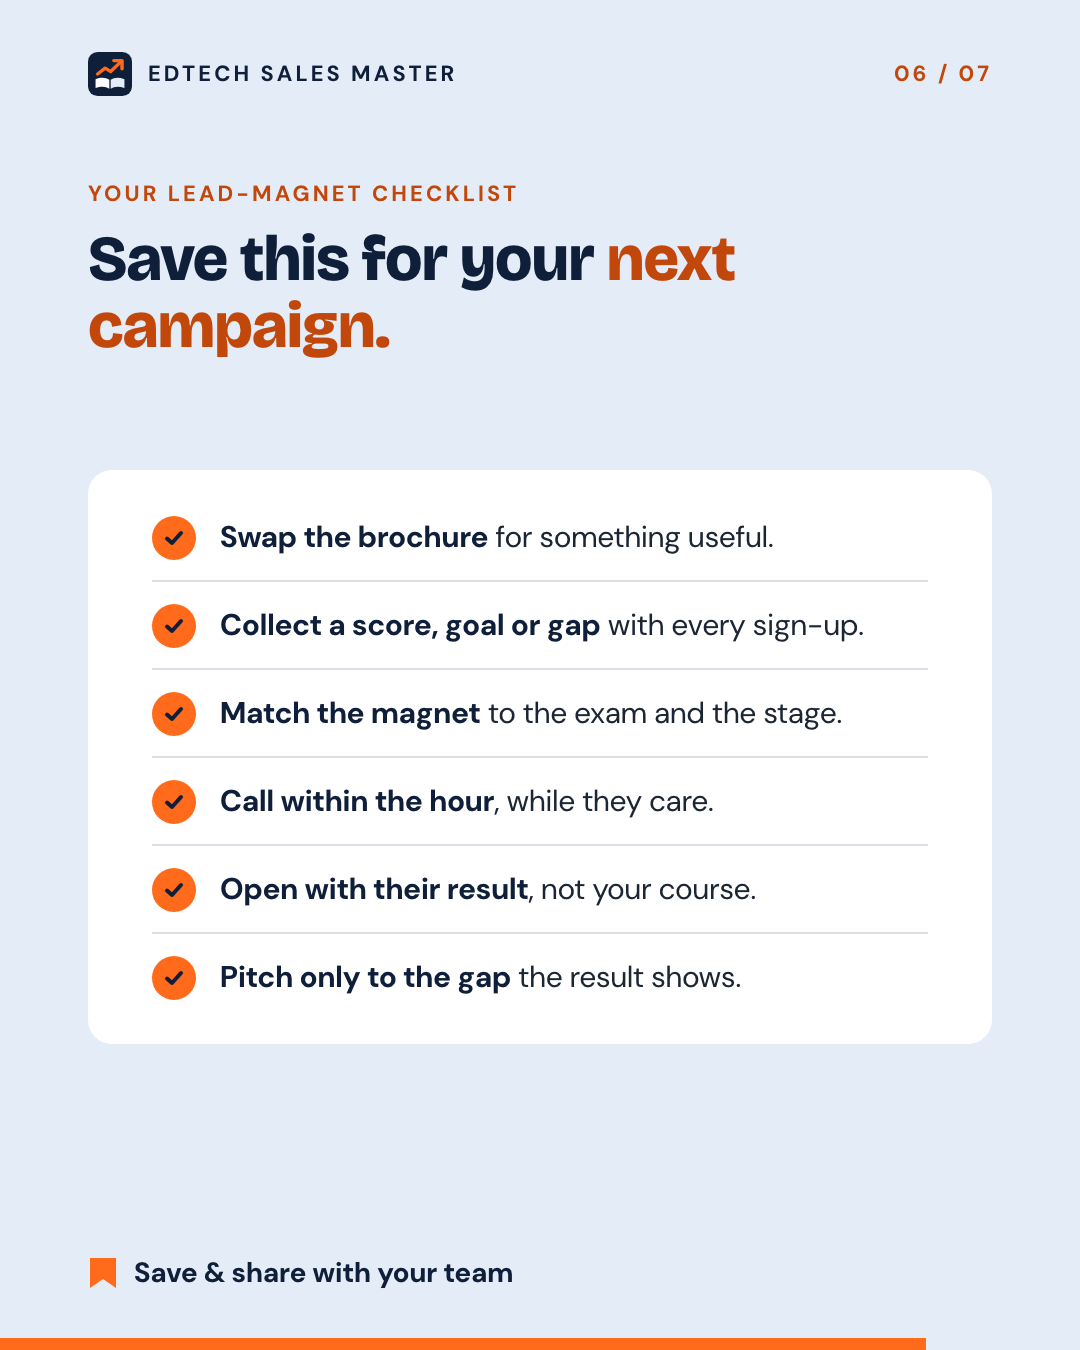 EDTECH SALES MASTER
06 / 07
YOUR LEAD-MAGNET CHECKLIST
Save this for your next
campaign.
Swap the brochure for something useful.
Collect a score, goal or gap with every sign-up.
Match the magnet to the exam and the stage.
Call within the hour, while they care.
Open with their result, not your course.
Pitch only to the gap the result shows.
Save & share with your team